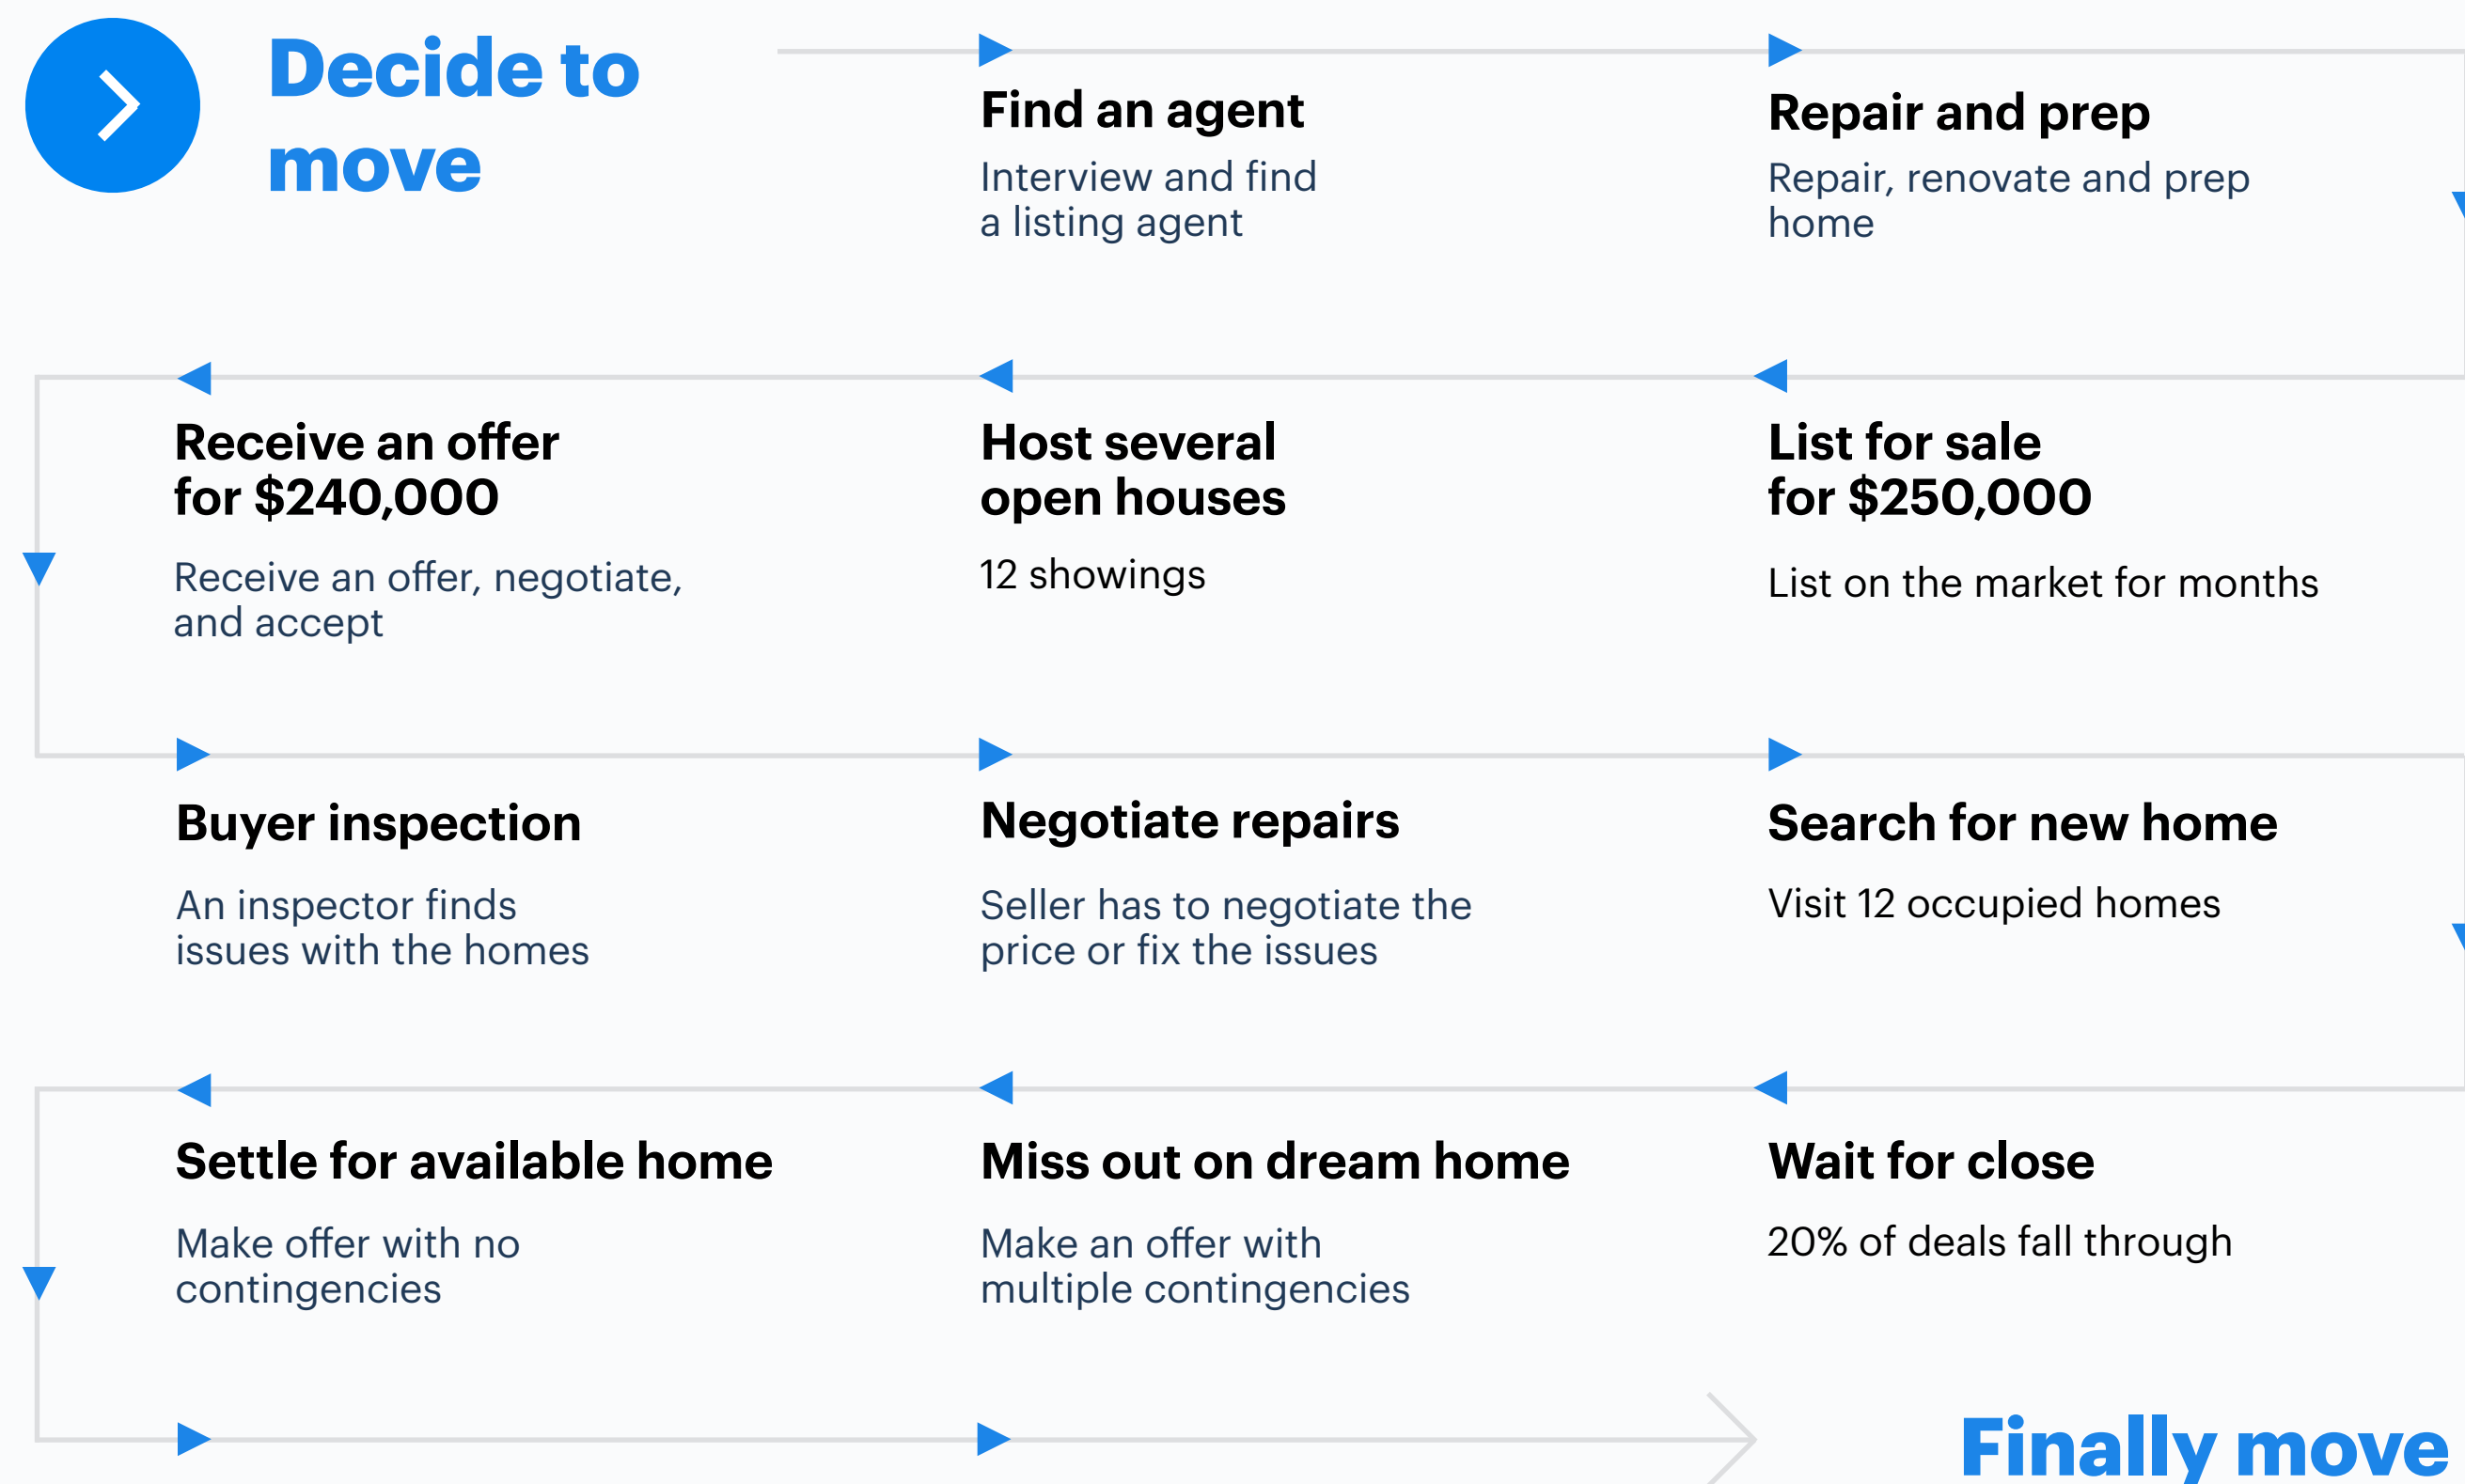 Decide to
move
Find an agent
Interview and find
a listing agent
Repair and prep
Repair, renovate and prep
home
Receive an offer
for $240,000
Receive an offer, negotiate,
and accept
Host several
open houses
12 showings
List for sale
for $250,000
List on the market for months
Buyer inspection
An inspector finds
issues with the homes
Negotiate repairs
Seller has to negotiate the
price or fix the issues
Search for new home
Visit 12 occupied homes
Settle for available home
Make offer with no
contingencies
Miss out on dream home
Make an offer with
multiple contingencies
Wait for close
20% of deals fall through
Finally move